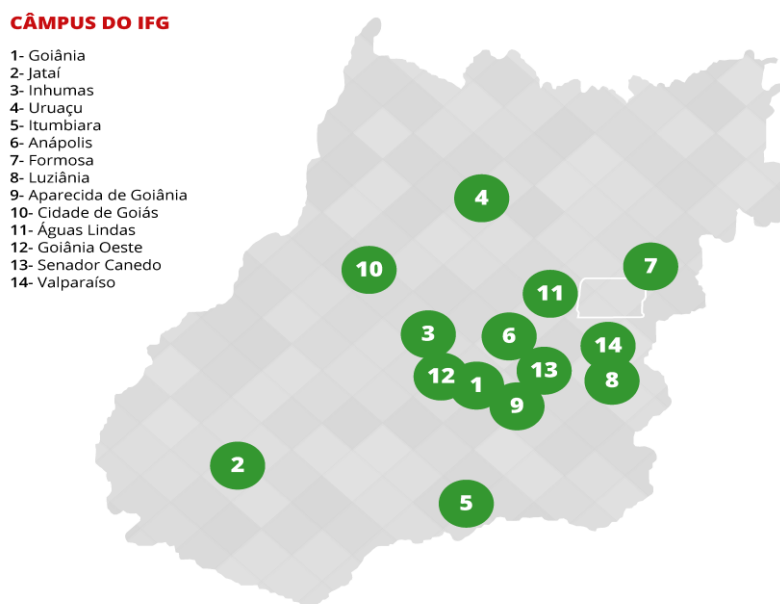 CÂMPUS DO IFG
1- Goiânia
2- Jataí
3- Inhumas
4- Uruaçu
5- Itumbiara
6- Anápolis
7- Formosa
8- Luziânia
9- Aparecida de Goiânia
10- Cidade de Goiás
11- Águas Lindas
12- Goiânia Oeste
13- Senador Canedo
14- Valparaíso
4
7
10
11
3
6
14
12
1
13
8
9
2
5